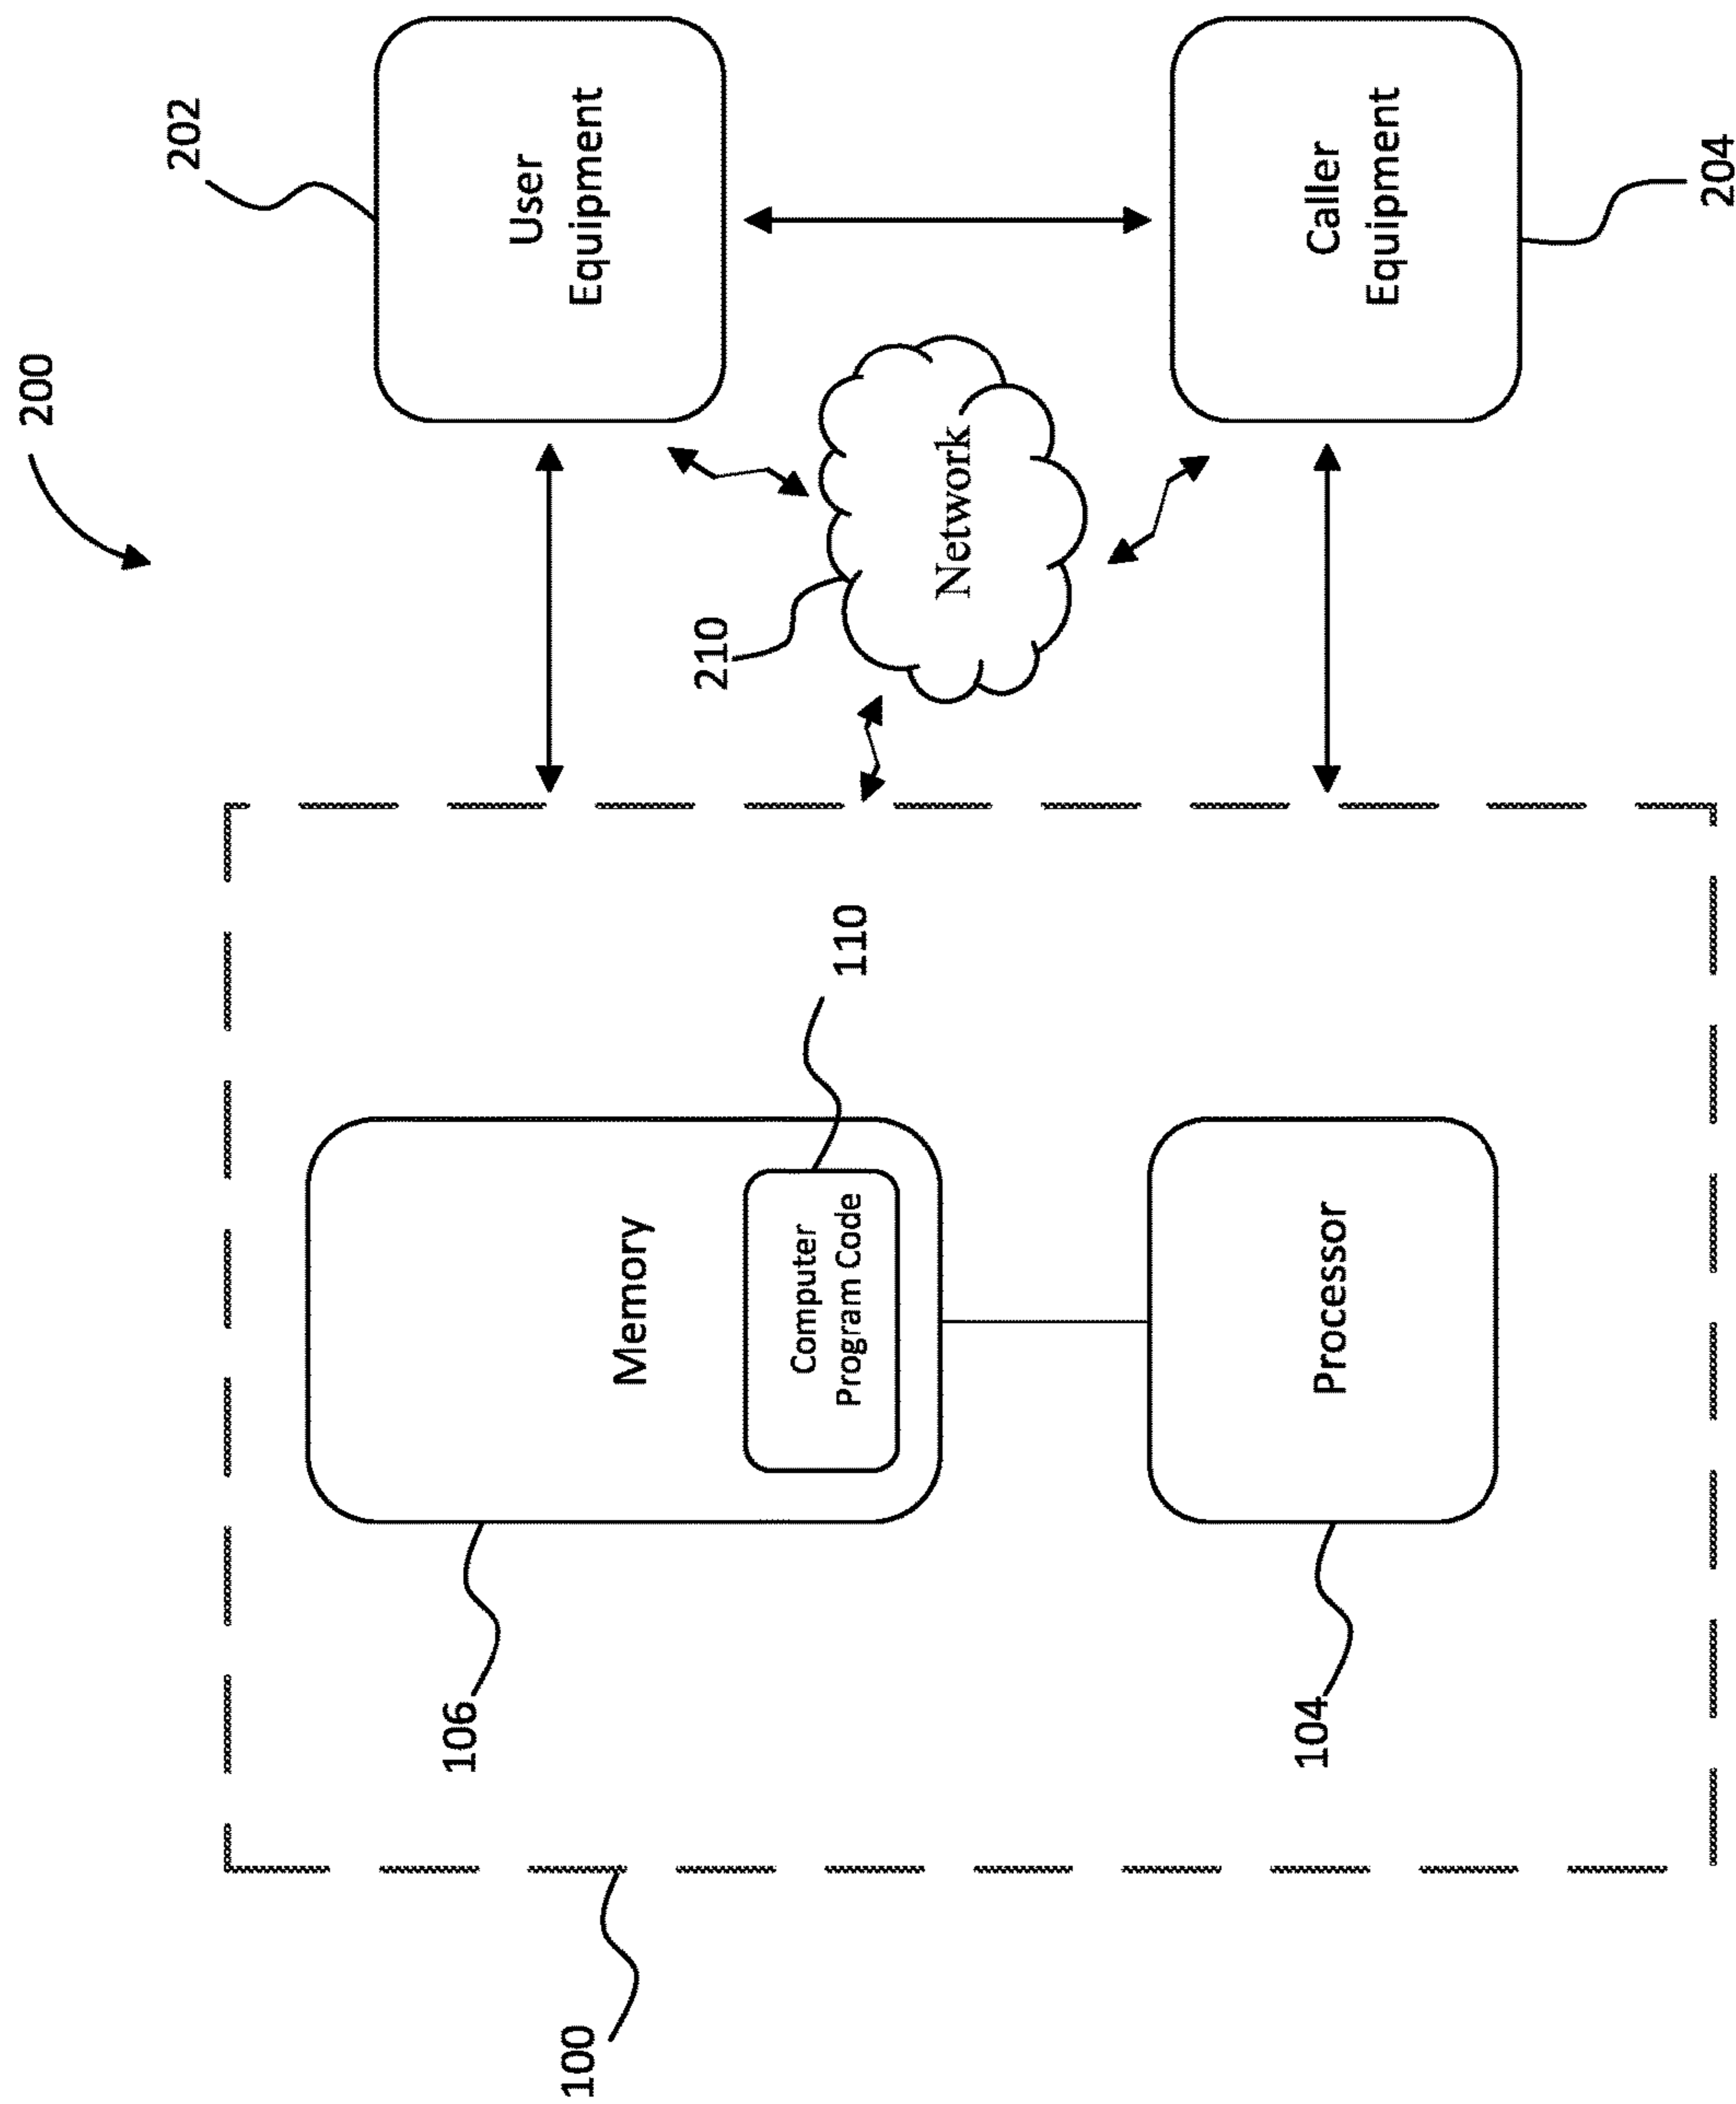 200
202
106
User
Equipment
100
Memory
210
Computer
Program Code
110
Network
104
Processor
Caller
Equipment
204